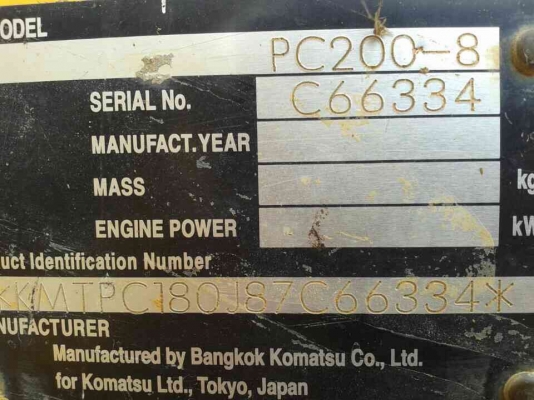 MODEL PC200-8
SERIAL No. C66334
MANUFACT.YEAR
MASS kg
ENGINE POWER kW
uct Identification Number
*KMTPC180J87C66334*
NUFACTURER
Manufactured by Bangkok Komatsu Co., Ltd.
for Komatsu Ltd., Tokyo, Japan